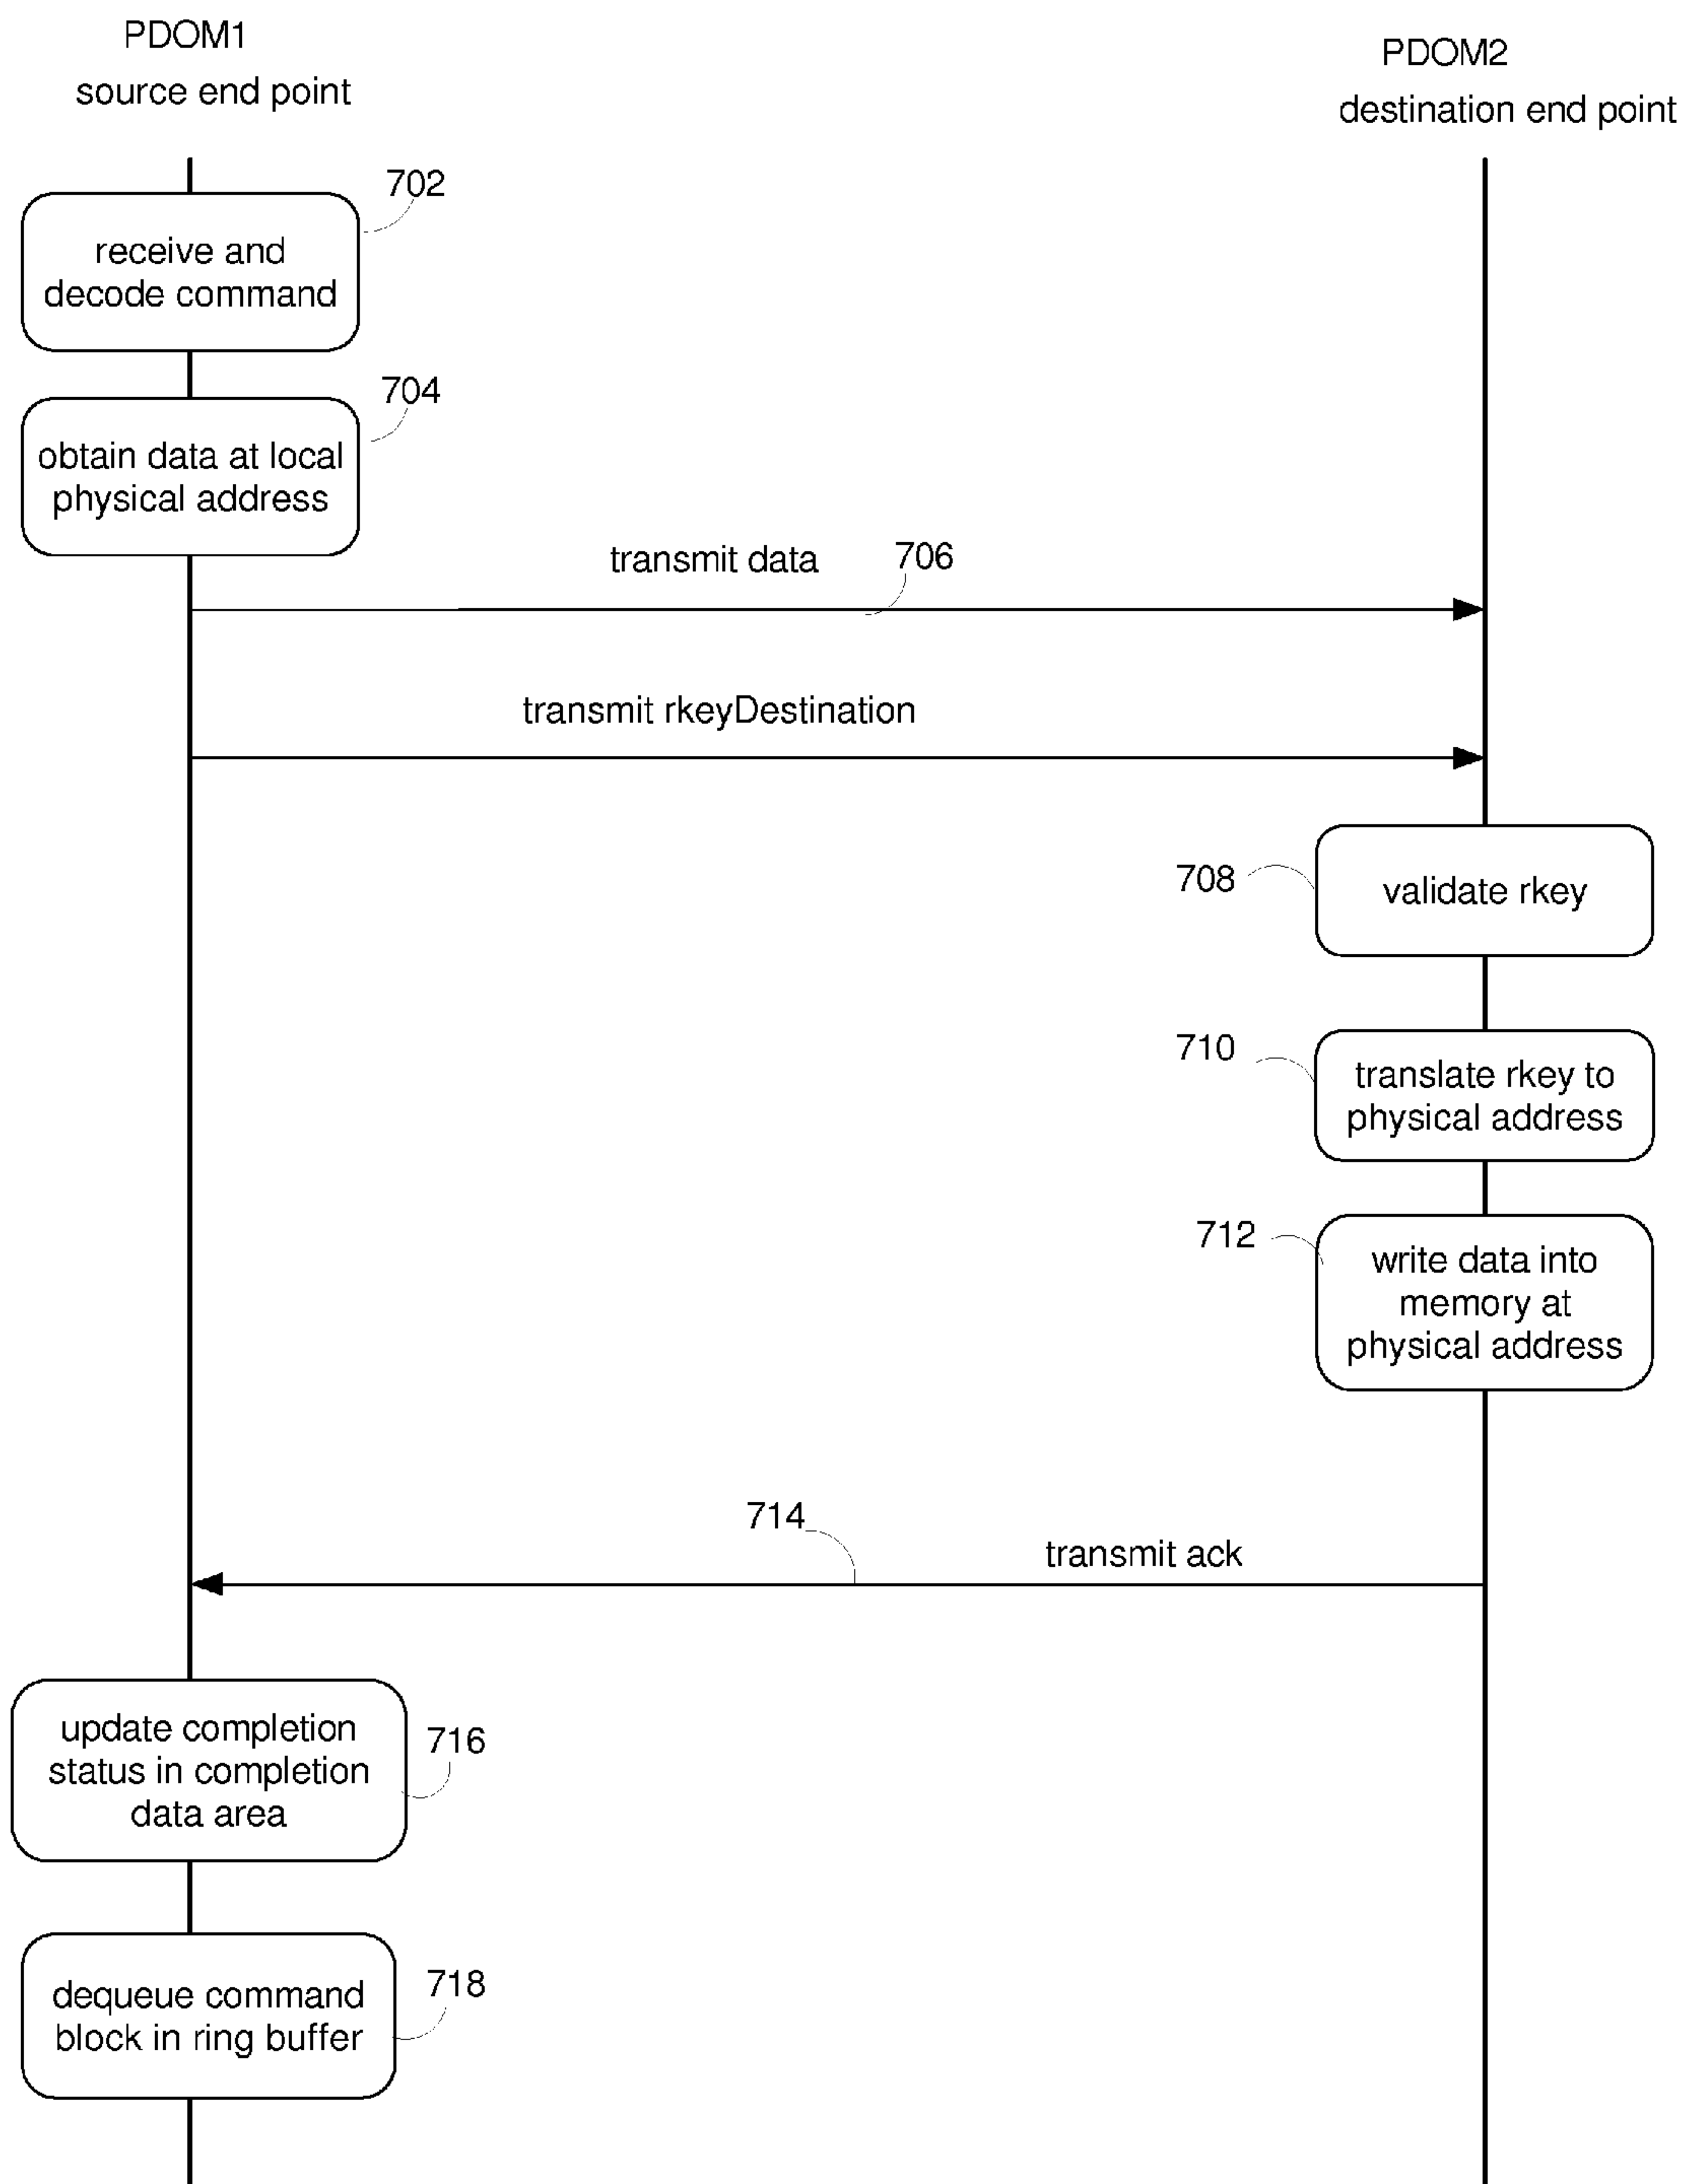 PDOM1
source end point
PDOM2
destination end point
702
receive and
decode command
704
obtain data at local
physical address
transmit data
706
transmit rkeyDestination
708
validate rkey
710
translate rkey to
physical address
712
write data into
memory at
physical address
714
transmit ack
update completion
status in completion
data area
716
dequeue command
block in ring buffer
718